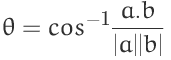 θ = cos⁻¹ a.b / |a||b|